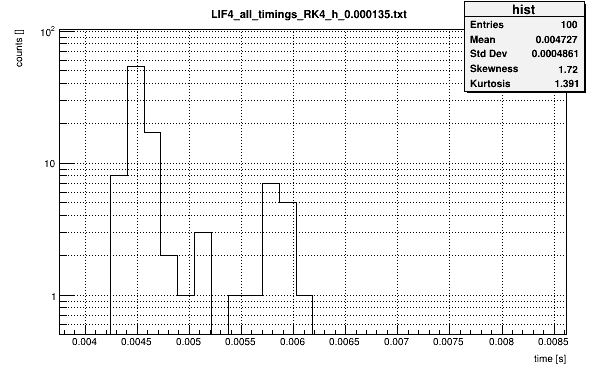 LIF4_all_timings_RK4_h_0.000135.txt
hist
Entries 100
Mean 0.004727
Std Dev 0.0004861
Skewness 1.72
Kurtosis 1.391
counts []
10²
10
1
0.004 0.0045 0.005 0.0055 0.006 0.0065 0.007 0.0075 0.008 0.0085
time [s]